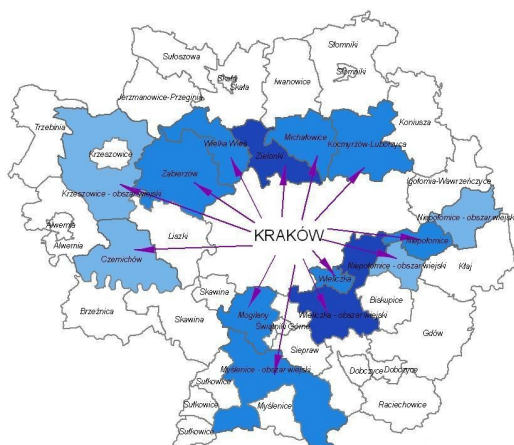 Słomniki
Sułoszowa
Skała
Skała
Iwanowice
Słomniki
Jerzmanowice-Przeginia
Trzebinia
Koniusza
Michałowice
Wielka Wieś
Kocmyrzów-Luborzyca
Krzeszowice
Zielonki
Zabierzów
Igołomia-Wawrzeńczyce
Krzeszowice - obszar wiejski
Niepołomice - obszar wiejski
Alwernia
KRAKÓW
Liszki
Niepołomice
Alwernia
Czernichów
Kłaj
Niepołomice - obszar wiejski
Wieliczka
Skawina
Biskupice
Brzeźnica
Mogilany
Wieliczka - obszar wiejski
Skawina
Świątniki Górne
Gdów
Siepraw
Dobczyce
Dobczyce
Myślenice - obszar wiejski
Sułkowice
Raciechowice
Sułkowice
Myślenice
Sułkowice